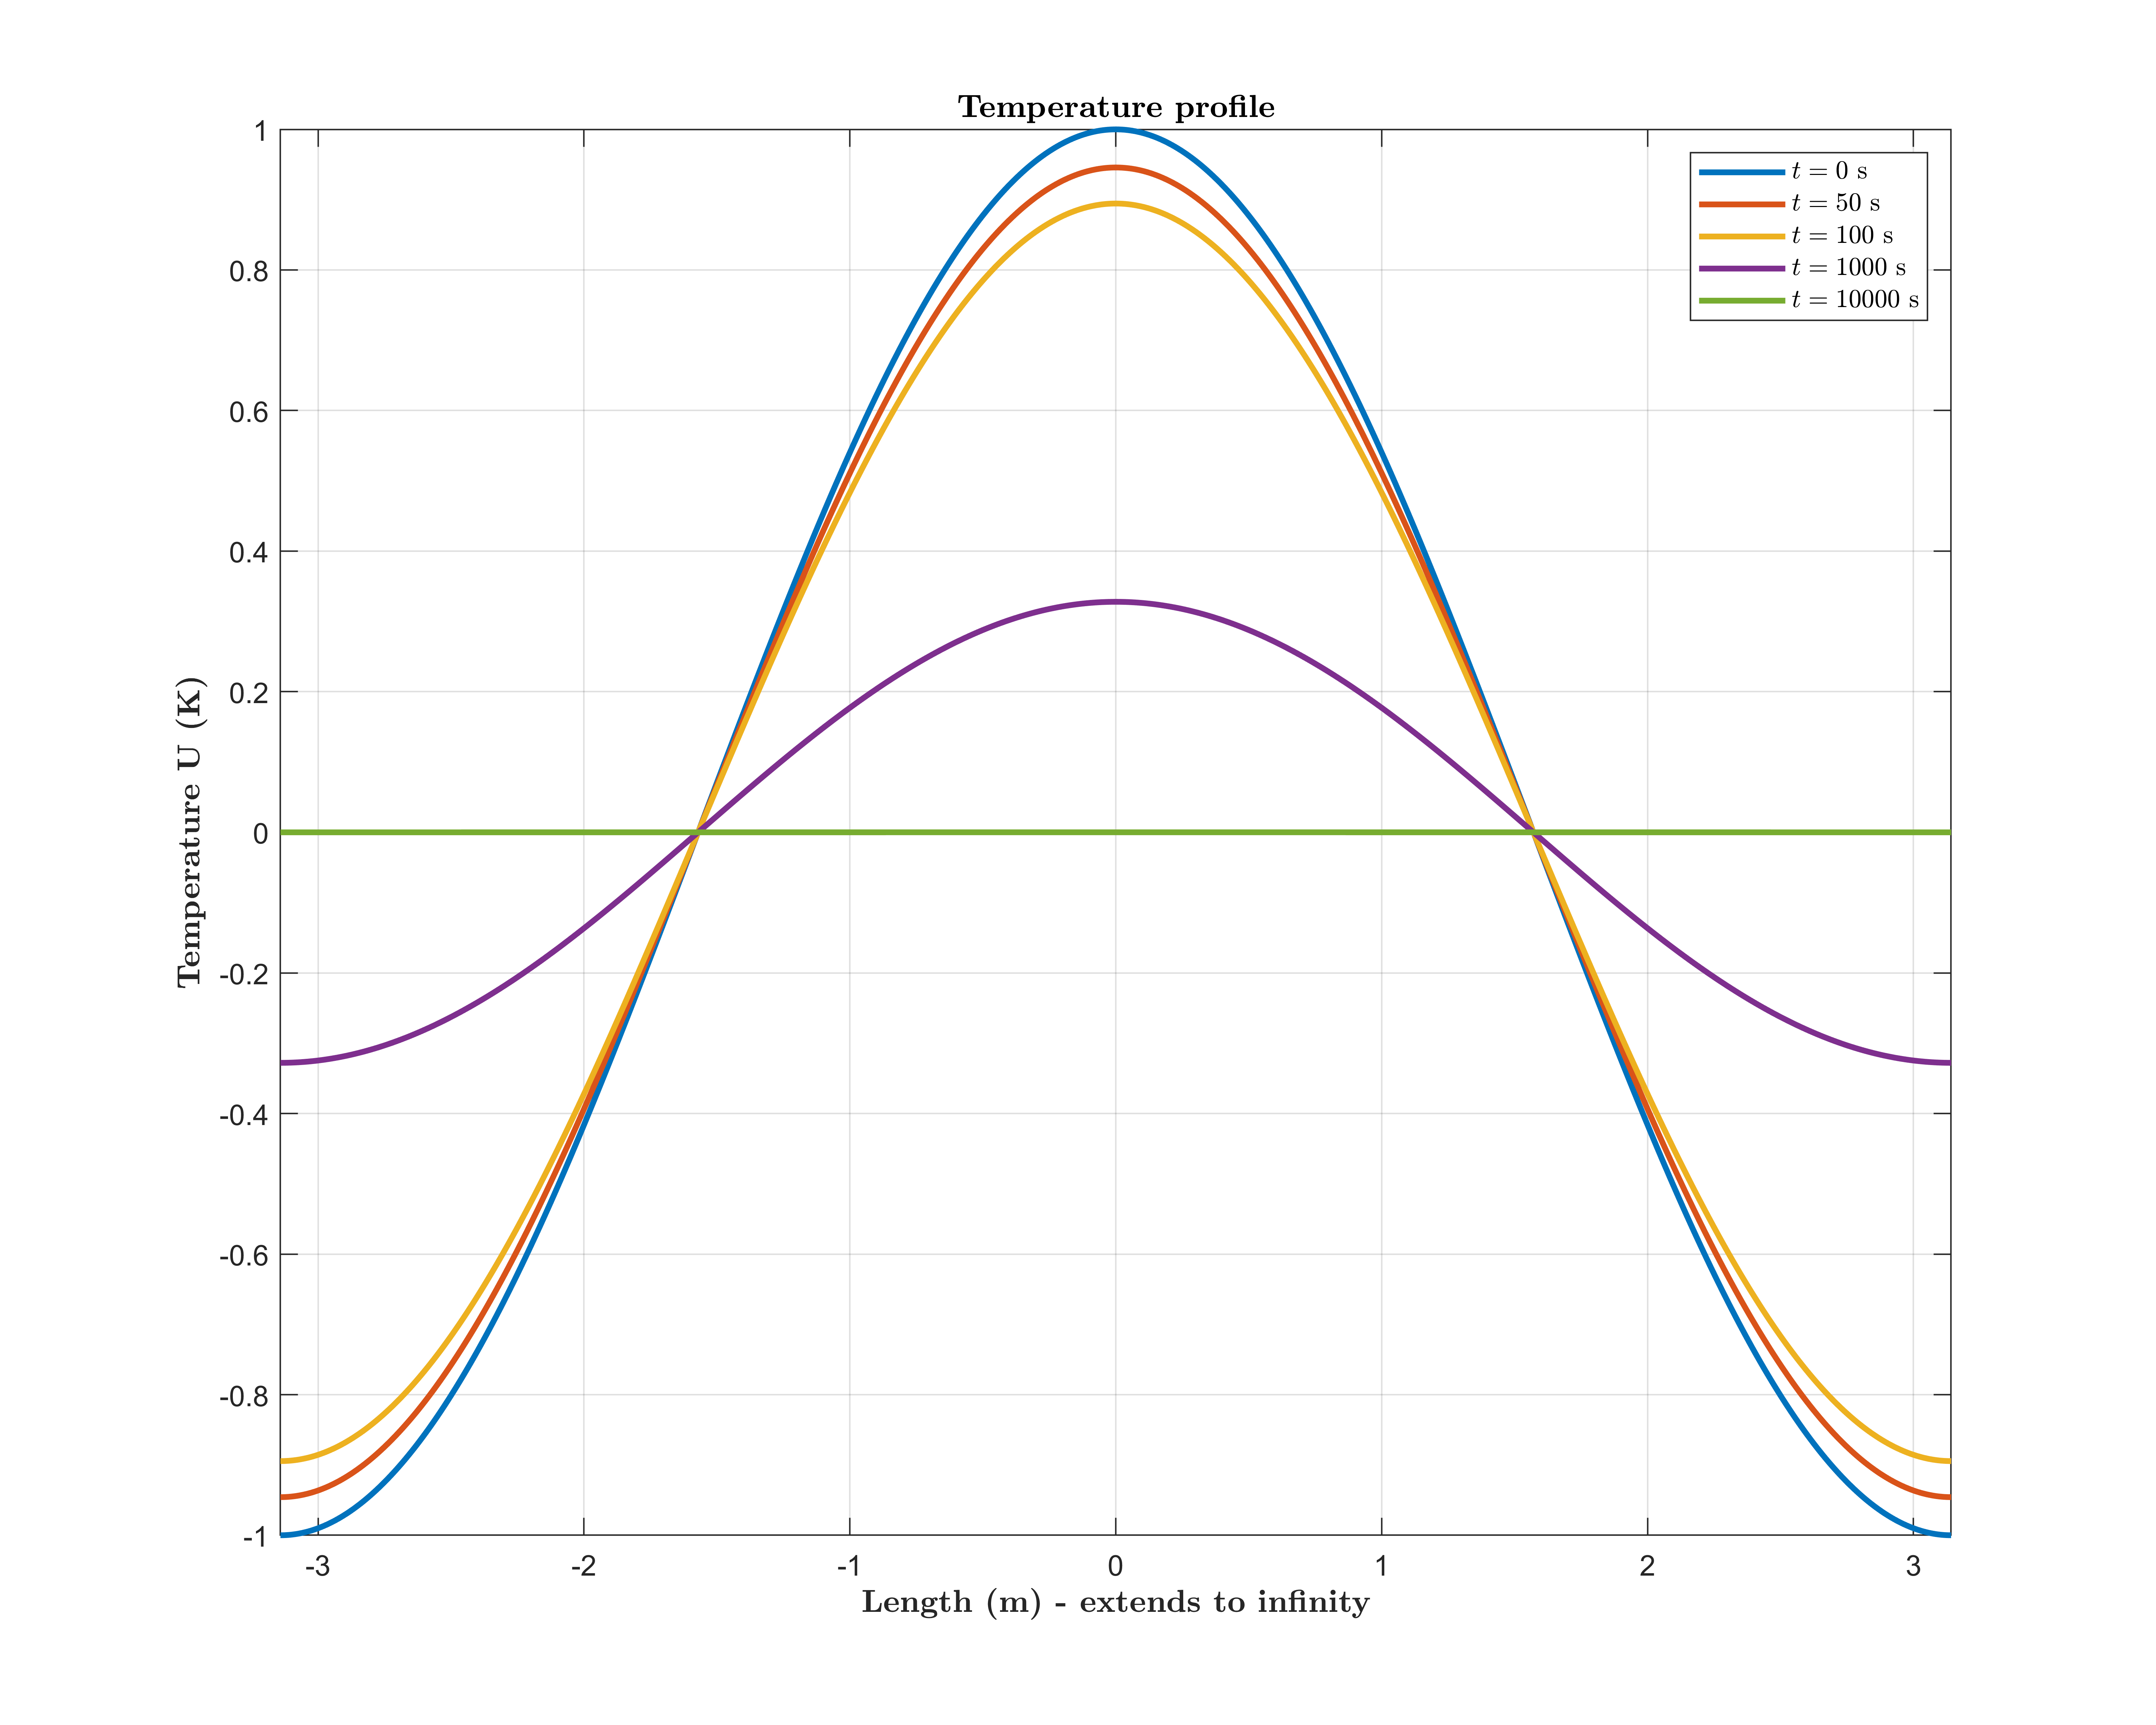 Temperature profile
1
0.8
0.6
0.4
0.2
0
-0.2
-0.4
-0.6
-0.8
-1
Temperature U (K)
t = 0 s
t = 50 s
t = 100 s
t = 1000 s
t = 10000 s
-3 -2 -1 0 1 2 3
Length (m) - extends to infinity